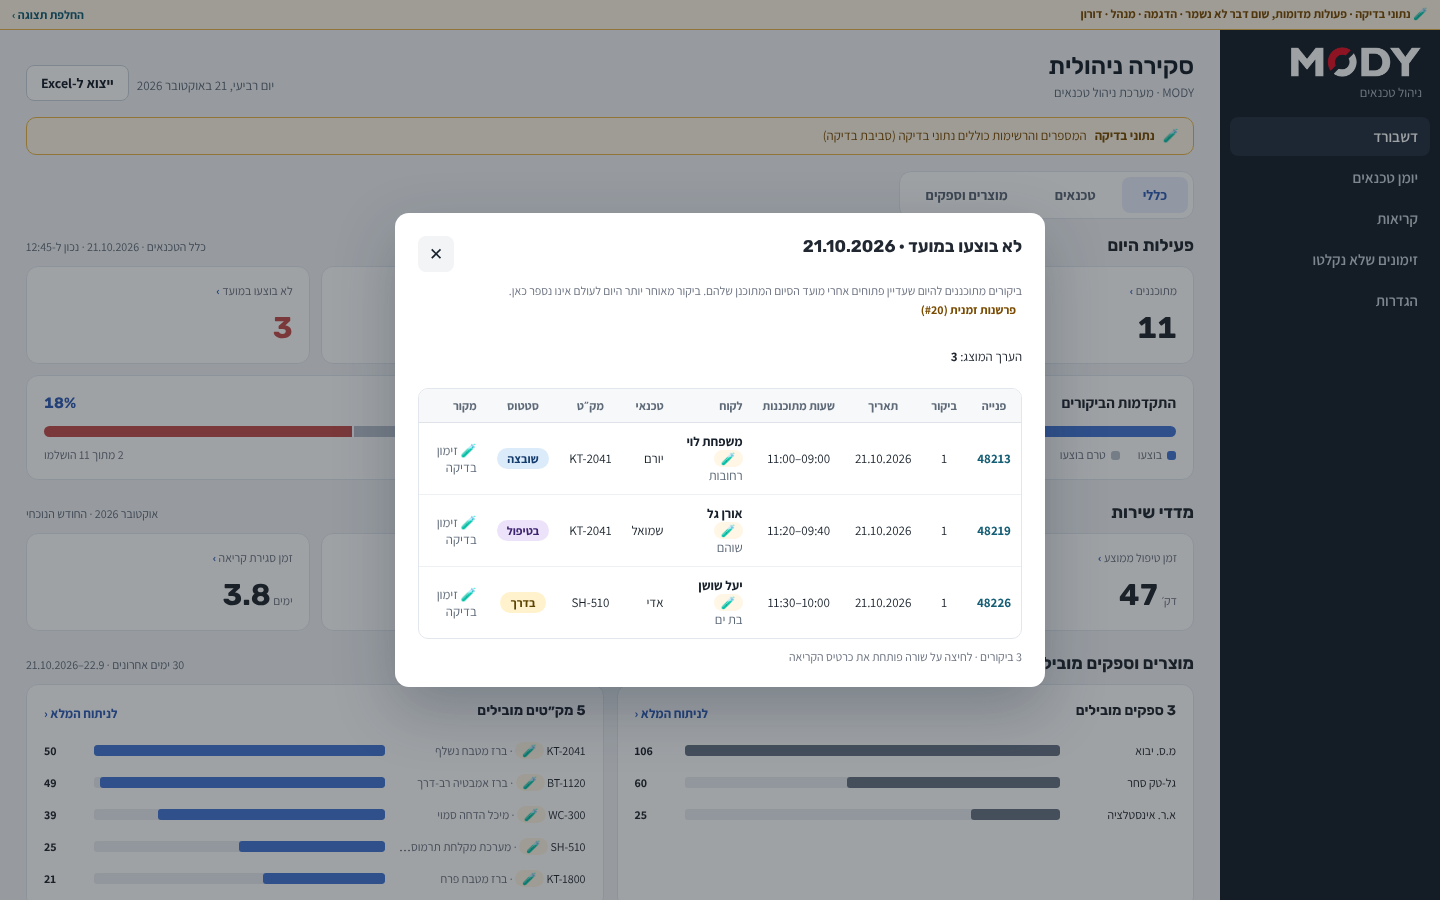 🧪 נתוני בדיקה · פעולות מדומות, שום דבר לא נשמר · הדגמה · מנהל · דורון
החלפת תצוגה ›
MODY
ניהול טכנאים
דשבורד
יומן טכנאים
קריאות
זימונים שלא נקלטו
הגדרות
סקירה ניהולית
MODY · מערכת ניהול טכנאים
יום רביעי, 21 באוקטובר 2026
ייצוא ל-Excel
🧪 נתוני בדיקה המספרים והרשימות כוללים נתוני בדיקה (סביבת בדיקה)
כללי
טכנאים
מוצרים וספקים
פעילות היום
כלל הטכנאים · 21.10.2026 · נכון ל-12:45
מתוכננים ›
11
לא בוצעו במועד ›
3
התקדמות הביקורים
18%
בוצעו
טרם בוצעו
2 מתוך 11 הושלמו
מדדי שירות
אוקטובר 2026 · החודש הנוכחי
זמן טיפול ממוצע ›
47 דק׳
זמן סגירת קריאה ›
3.8 ימים
מוצרים וספקים מוביל
30 ימים אחרונים · 22.9–21.10.2026
3 ספקים מובילים
לניתוח המלא ›
מ.ס. יבוא 106
גל-טק סחר 60
א.ר. אינסטלציה 25
5 מק״טים מובילים
לניתוח המלא ›
KT-2041 🧪 · ברז מטבח נשלף 50
BT-1120 🧪 · ברז אמבטיה רב-דרך 49
WC-300 🧪 · מיכל הדחה סמוי 39
SH-510 🧪 · מערכת מקלחת תרמוס... 25
KT-1800 🧪 · ברז מטבח פרח 21
לא בוצעו במועד · 21.10.2026
✕
ביקורים מתוכננים להיום שעדיין פתוחים אחרי מועד הסיום המתוכנן שלהם. ביקור מאוחר יותר היום לעולם אינו נספר כאן.
פרשנות זמנית (#20)
הערך המוצג: 3
פנייה ביקור תאריך שעות מתוכננות לקוח טכנאי מק״ט סטטוס מקור
48213 1 21.10.2026 09:00–11:00 משפחת לוי 🧪 רחובות יורם KT-2041 שובצה 🧪 זימון בדיקה
48219 1 21.10.2026 09:40–11:20 אורן גל 🧪 שוהם שמואל KT-2041 בטיפול 🧪 זימון בדיקה
48226 1 21.10.2026 10:00–11:30 יעל שושן 🧪 בת ים אדי SH-510 בדרך 🧪 זימון בדיקה
3 ביקורים · לחיצה על שורה פותחת את כרטיס הקריאה